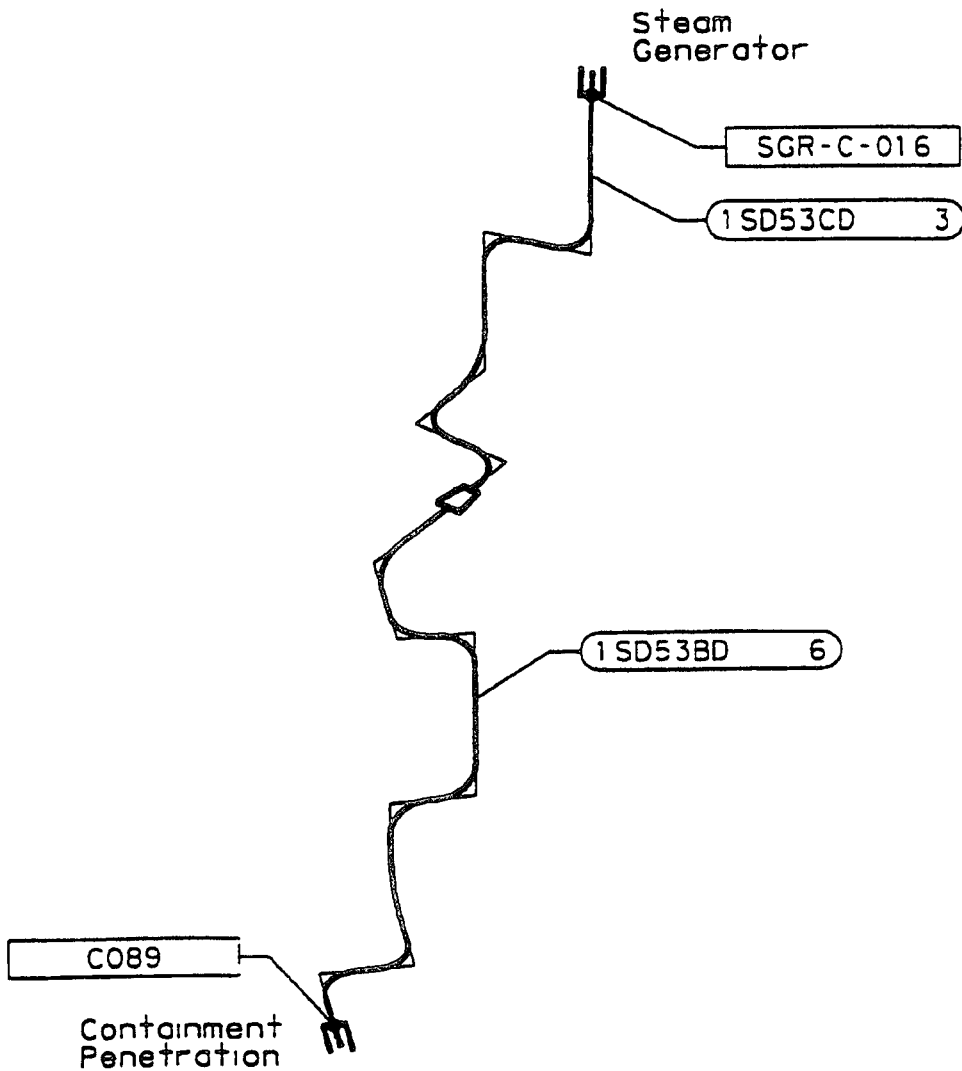 Steam
Generator
SGR-C-016
1SD53CD 3
1SD53BD 6
C089
Containment
Penetration